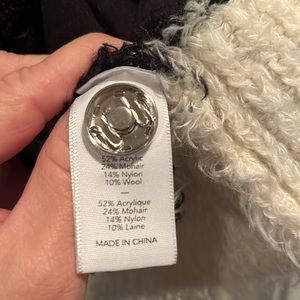 52% Acrylic
24% Mohair
14% Nylon
10% Wool
—
52% Acrylique
24% Mohair
14% Nylon
10% Laine
MADE IN CHINA